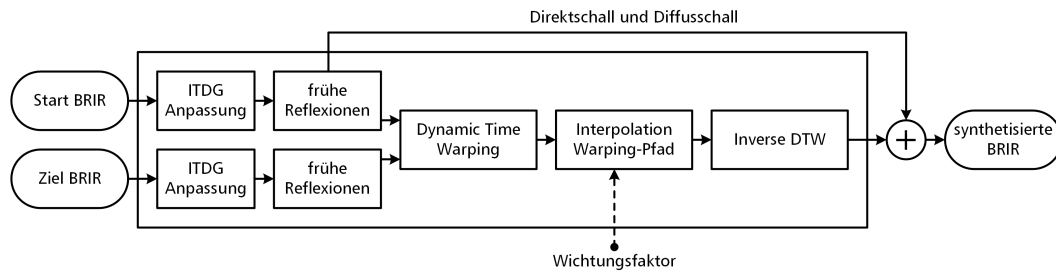 Direktschall und Diffusschall
Start BRIR
ITDG
Anpassung
frühe
Reflexionen
Ziel BRIR
ITDG
Anpassung
frühe
Reflexionen
Dynamic Time
Warping
Interpolation
Warping-Pfad
Inverse DTW
+
synthetisierte
BRIR
Wichtungsfaktor